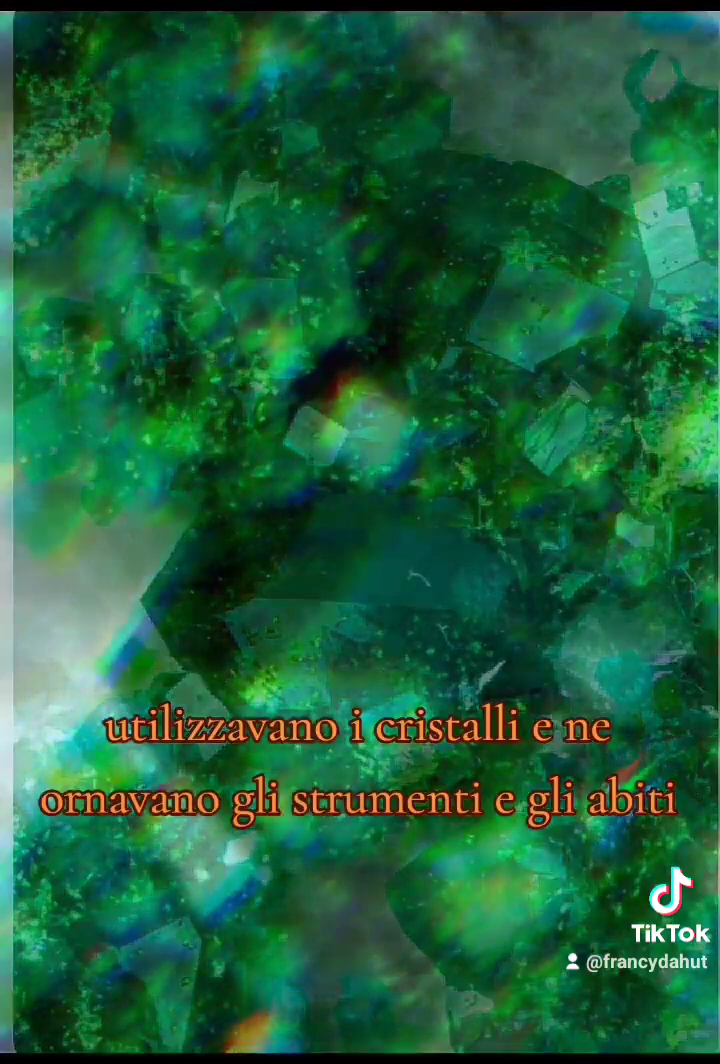 utilizzavano i cristalli e ne
ornavano gli strumenti e gli abiti
TikTok
@francydahut